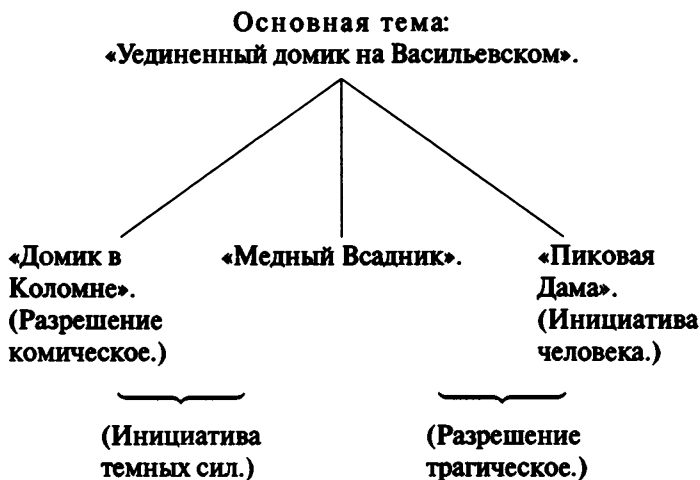 Основная тема:
«Уединенный домик на Васильевском».
«Домик в
Коломне».
(Разрешение
комическое.)
«Медный Всадник».
«Пиковая
Дама».
(Инициатива
человека.)
(Инициатива
темных сил.)
(Разрешение
трагическое.)